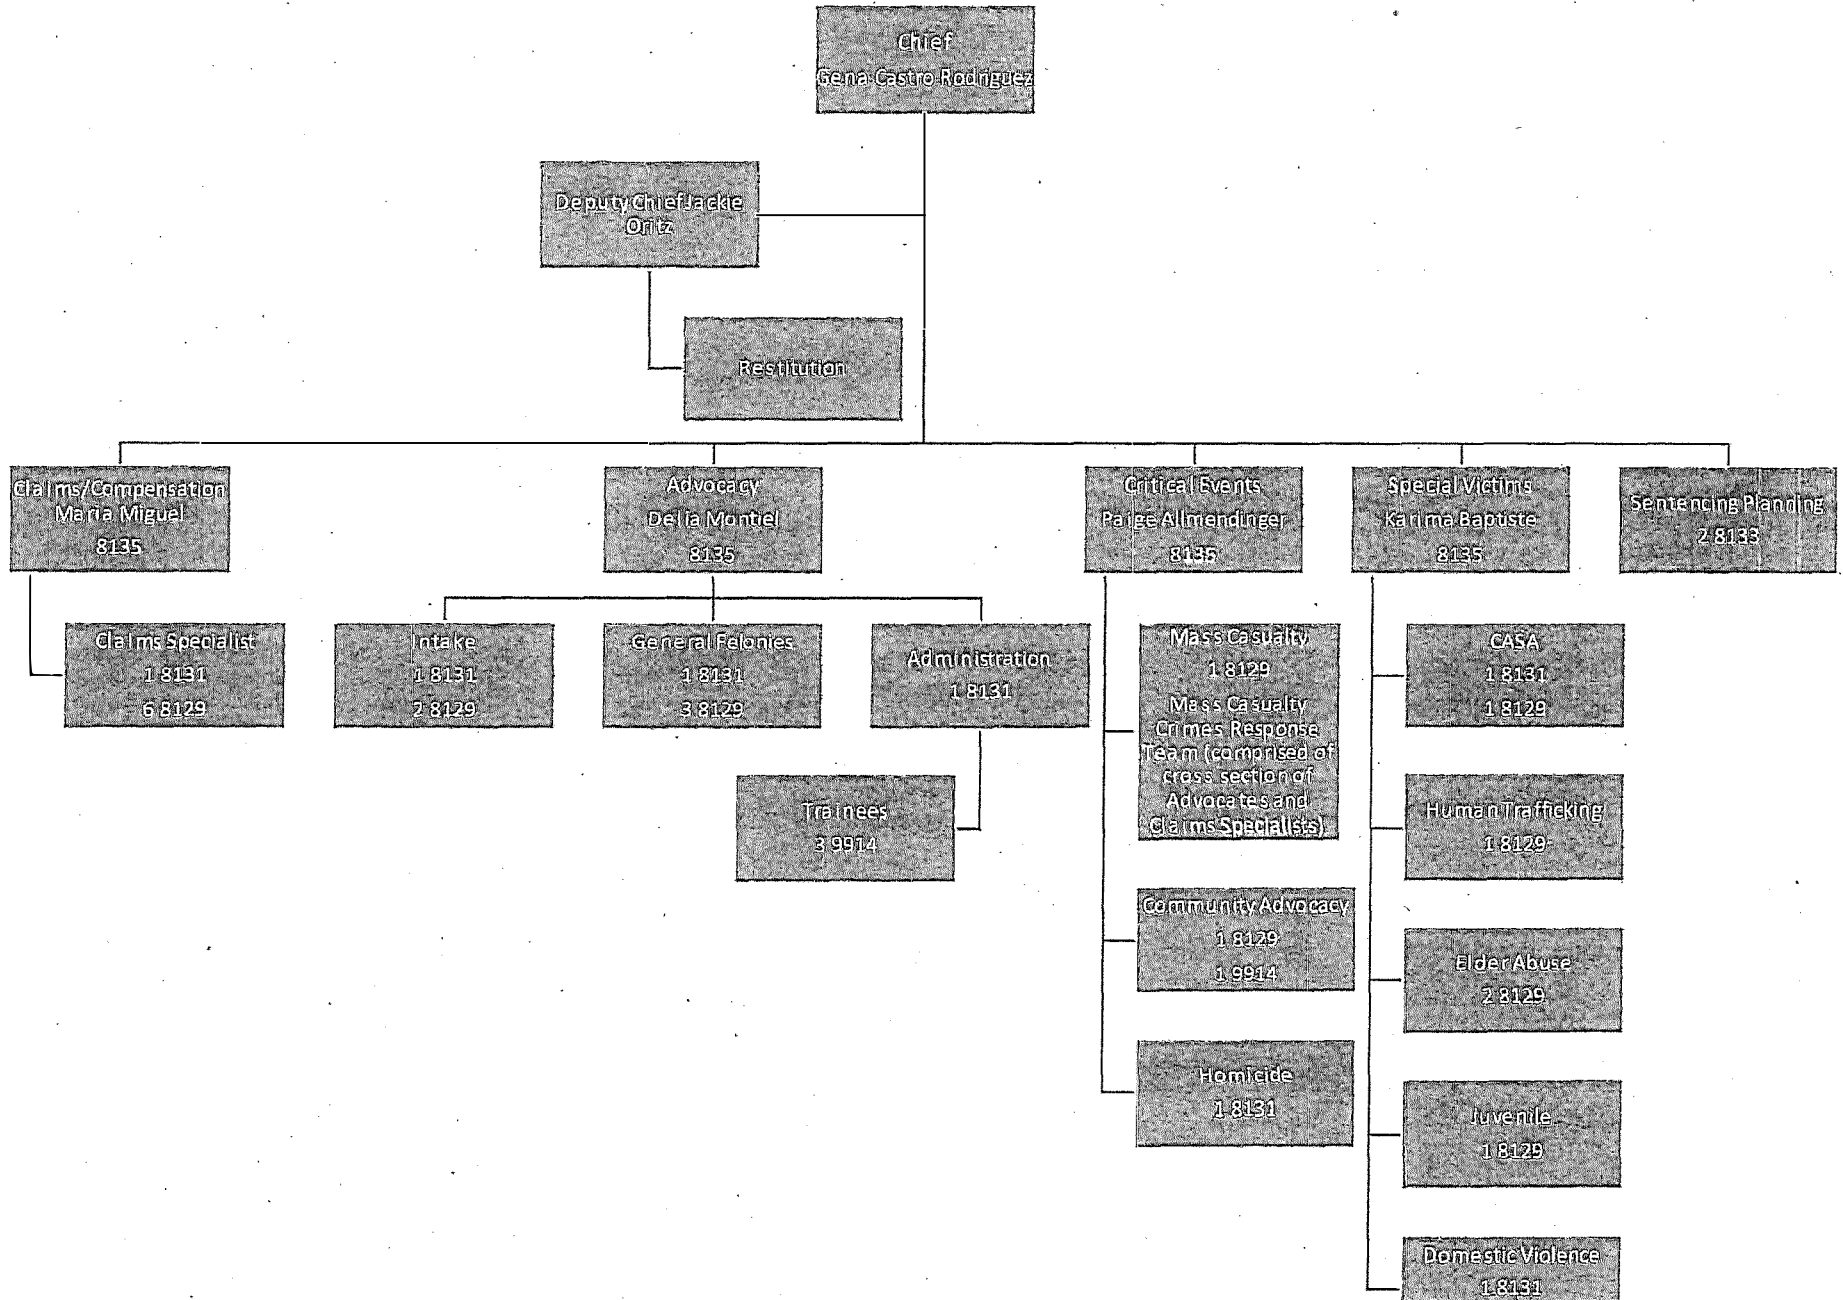 Chief
Gena Castro Rodriguez
Deputy Chief Jackie
Oritz
Restitution
Claims/Compensation
Maria Miguel
8135
Advocacy
Delia Montiel
8135
Critical Events
Paige Allmendinger
8135
Special Victims
Karima Baptiste
8135
Sentencing Planding
2 8133
Claims Specialist
1 8131
6 8129
Intake
1 8131
2 8129
General Felonies
1 8131
3 8129
Administration
1 8131
Trainees
3 9914
Mass Casualty
1 8129
Mass Casualty
Crimes Response
Team (comprised of
cross section of
Advocates and
Claims Specialists)
Community Advocacy
1 8129
1 9914
Homicide
1 8131
CASA
1 8131
1 8129
Human Trafficking
1 8129
Elder Abuse
2 8129
Juvenile
1 8129
Domestic Violence
1 8131